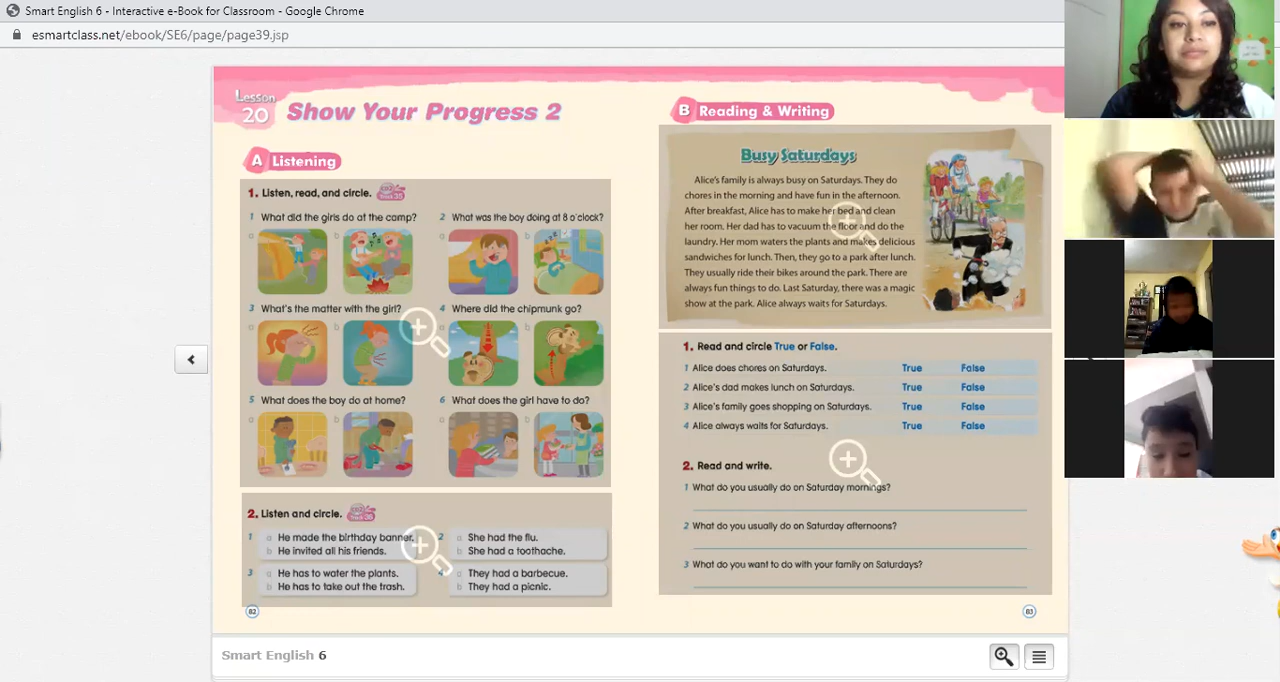 Smart English 6 - Interactive e-Book for Classroom - Google Chrome
esmartclass.net/ebook/SE6/page/page39.jsp
Lesson 20
Show Your Progress 2
A Listening
1. Listen, read, and circle.
1 What did the girls do at the camp?
a b
2 What was the boy doing at 8 o'clock?
a b
3 What's the matter with the girl?
a b
4 Where did the chipmunk go?
a b
5 What does the boy do at home?
a b
6 What does the girl have to do?
a b
2. Listen and circle.
1 a He made the birthday banner.
b He invited all his friends.
2 a She had the flu.
b She had a toothache.
3 a He has to water the plants.
b He has to take out the trash.
4 a They had a barbecue.
b They had a picnic.
82
B Reading & Writing
Busy Saturdays
Alice's family is always busy on Saturdays. They do
chores in the morning and have fun in the afternoon.
After breakfast, Alice has to make her bed and clean
her room. Her dad has to vacuum the floor and do the
laundry. Her mom waters the plants and makes delicious
sandwiches for lunch. Then, they go to a park after lunch.
They usually ride their bikes around the park. There are
always fun things to do. Last Saturday, there was a magic
show at the park. Alice always waits for Saturdays.
1. Read and circle True or False.
1 Alice does chores on Saturdays. True False
2 Alice's dad makes lunch on Saturdays. True False
3 Alice's family goes shopping on Saturdays. True False
4 Alice always waits for Saturdays. True False
2. Read and write.
1 What do you usually do on Saturday mornings?
2 What do you usually do on Saturday afternoons?
3 What do you want to do with your family on Saturdays?
83
Smart English 6